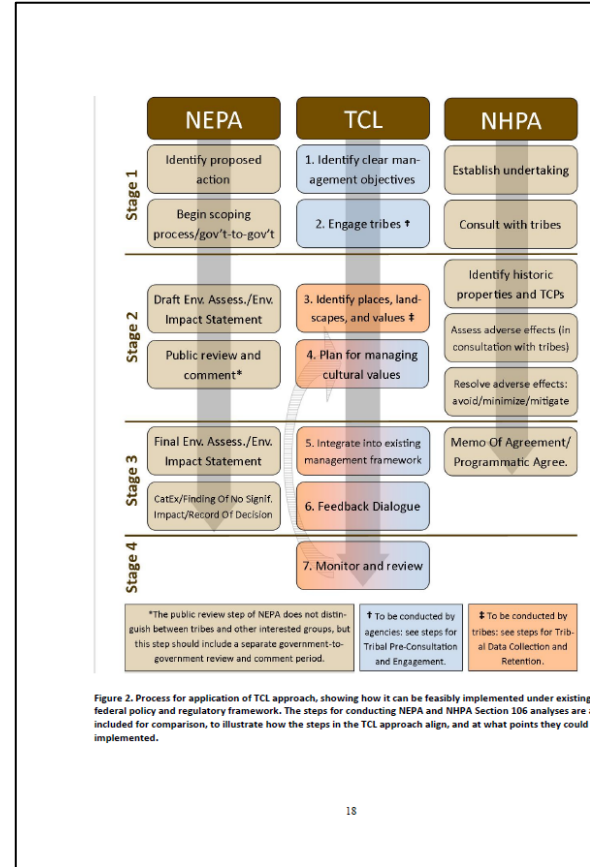 NEPA
TCL
NHPA
Stage 1
Identify proposed
action
1. Identify clear man-
agement objectives
Establish undertaking
Begin scoping
process/gov't-to-gov't
2. Engage tribes †
Consult with tribes
Stage 2
Draft Env. Assess./Env.
Impact Statement
3. Identify places, land-
scapes, and values ‡
Identify historic
properties and TCPs
Public review and
comment*
4. Plan for managing
cultural values
Assess adverse effects (in
consultation with tribes)
Resolve adverse effects:
avoid/minimize/mitigate
Stage 3
Final Env. Assess./Env.
Impact Statement
5. Integrate into existing
management framework
Memo Of Agreement/
Programmatic Agree.
CatEx/Finding Of No Signif.
Impact/Record Of Decision
6. Feedback Dialogue
Stage 4
7. Monitor and review
*The public review step of NEPA does not distin-
guish between tribes and other interested groups, but
this step should include a separate government-to-
government review and comment period.
† To be conducted by
agencies: see steps for
Tribal Pre-Consultation
and Engagement.
‡ To be conducted by
tribes: see steps for Trib-
al Data Collection and
Retention.
Figure 2. Process for application of TCL approach, showing how it can be feasibly implemented under existing
federal policy and regulatory framework. The steps for conducting NEPA and NHPA Section 106 analyses are a
included for comparison, to illustrate how the steps in the TCL approach align, and at what points they could
implemented.
18